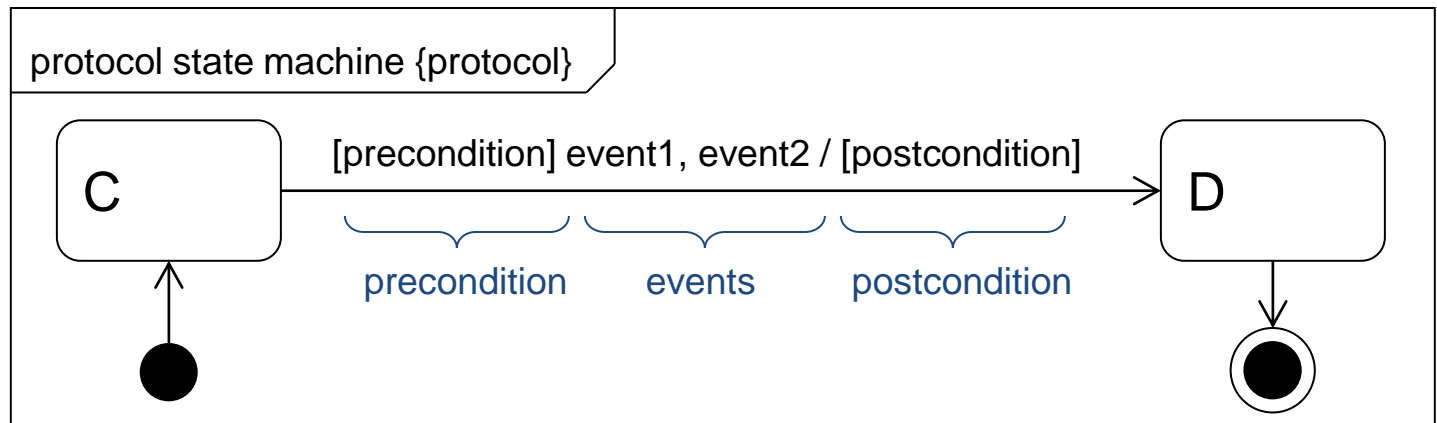 protocol state machine {protocol}
[precondition] event1, event2 / [postcondition]
C
D
precondition
events
postcondition